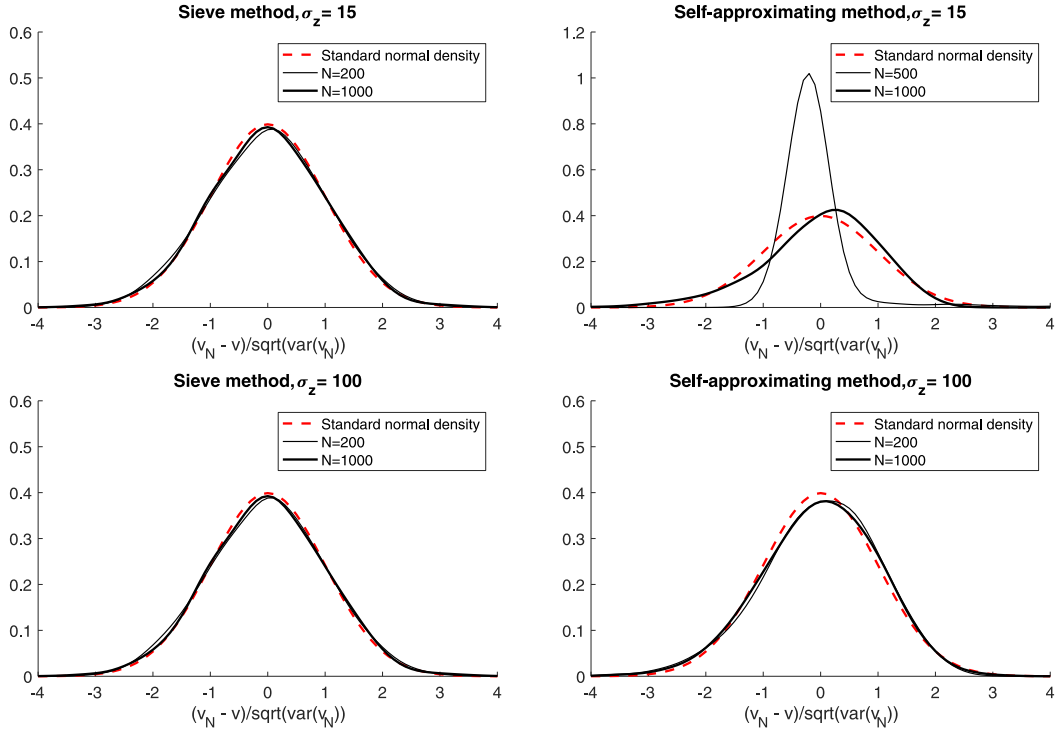 Sieve method,σz= 15
0.6
0.5
0.4
0.3
0.2
0.1
0
Standard normal density
N=200
N=1000
-4 -3 -2 -1 0 1 2 3 4
(vN - v)/sqrt(var(vN))
Self-approximating method,σz= 15
1.2
1
0.8
0.6
0.4
0.2
0
Standard normal density
N=500
N=1000
-4 -3 -2 -1 0 1 2 3 4
(vN - v)/sqrt(var(vN))
Sieve method,σz= 100
0.6
0.5
0.4
0.3
0.2
0.1
0
Standard normal density
N=200
N=1000
-4 -3 -2 -1 0 1 2 3 4
(vN - v)/sqrt(var(vN))
Self-approximating method,σz= 100
0.6
0.5
0.4
0.3
0.2
0.1
0
Standard normal density
N=200
N=1000
-4 -3 -2 -1 0 1 2 3 4
(vN - v)/sqrt(var(vN))